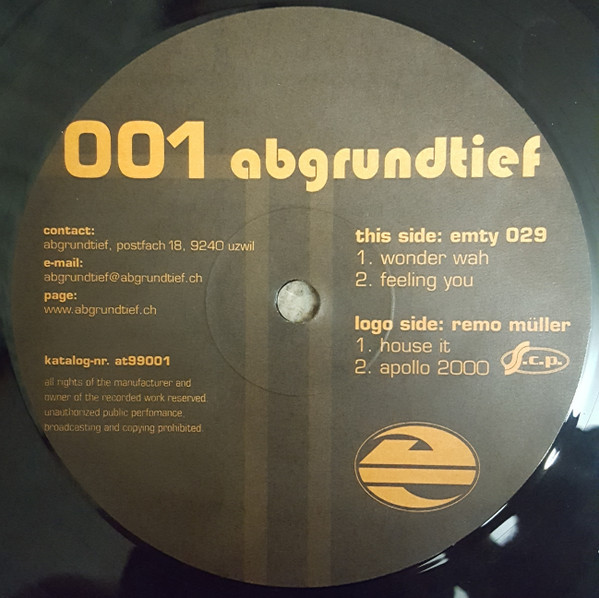 001 abgrundtief
contact:
abgrundtief, postfach 18, 9240 uzwil
e-mail:
abgrundtief@abgrundtief.ch
page:
www.abgrundtief.ch
katalog-nr. at99001
all rights of the manufacturer and
owner of the recorded work reserved.
unauthorized public perfomance,
broadcasting and copying prohibited.
this side: emty 029
1. wonder wah
2. feeling you
logo side: remo müller
1. house it
2. apollo 2000
s.c.p.